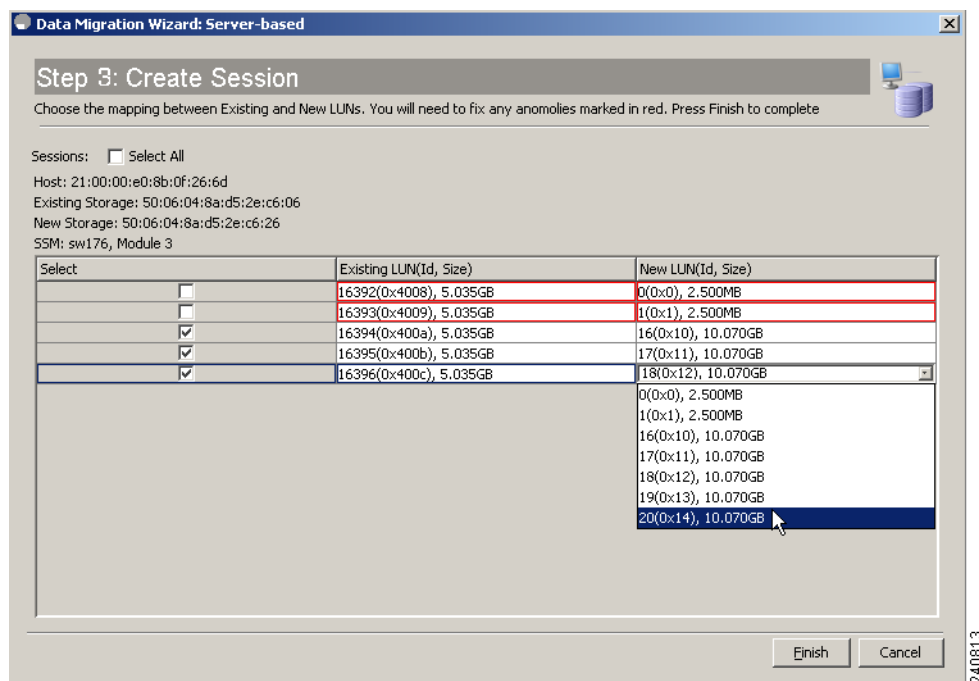 Data Migration Wizard: Server-based
Step 3: Create Session
Choose the mapping between Existing and New LUNs. You will need to fix any anomolies marked in red. Press Finish to complete
Sessions: Select All
Host: 21:00:00:e0:8b:0f:26:6d
Existing Storage: 50:06:04:8a:d5:2e:c6:06
New Storage: 50:06:04:8a:d5:2e:c6:26
SSM: sw176, Module 3
Select Existing LUN(Id, Size) New LUN(Id, Size)
16392(0x4008), 5.035GB 0(0x0), 2.500MB
16393(0x4009), 5.035GB 1(0x1), 2.500MB
16394(0x400a), 5.035GB 16(0x10), 10.070GB
16395(0x400b), 5.035GB 17(0x11), 10.070GB
16396(0x400c), 5.035GB 18(0x12), 10.070GB
0(0x0), 2.500MB
1(0x1), 2.500MB
16(0x10), 10.070GB
17(0x11), 10.070GB
18(0x12), 10.070GB
19(0x13), 10.070GB
20(0x14), 10.070GB
Finish Cancel
240813